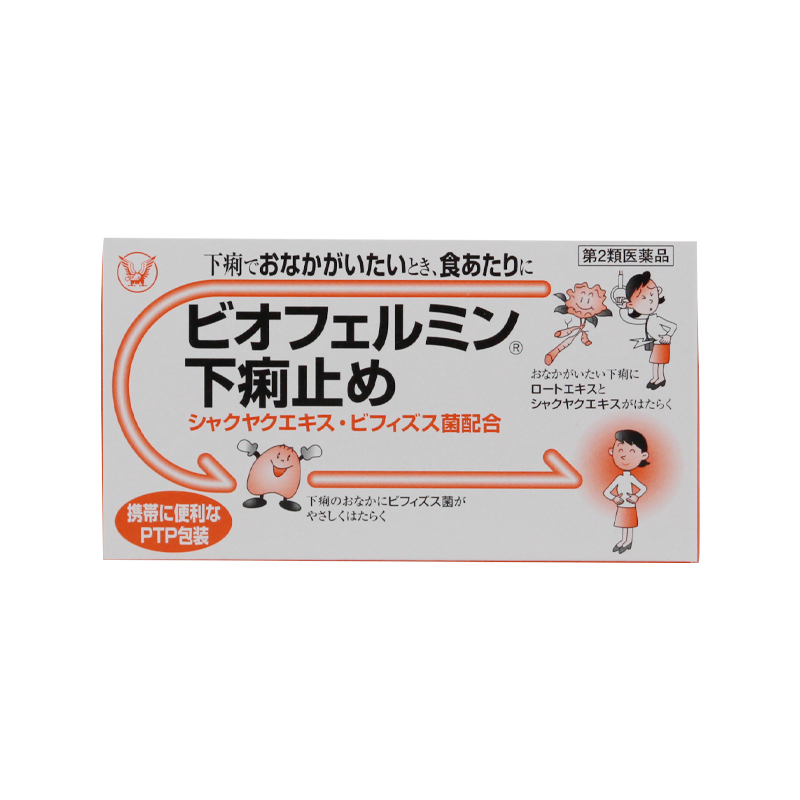 下痢でおなかがいたいとき、食あたりに
第2類医薬品
ビオフェルミン®
下痢止め
シャクヤクエキス・ビフィズス菌配合
おなかがいたい下痢に
ロートエキスと
シャクヤクエキスがはたらく
下痢のおなかにビフィズス菌が
やさしくはたらく
携帯に便利な
PTP包装